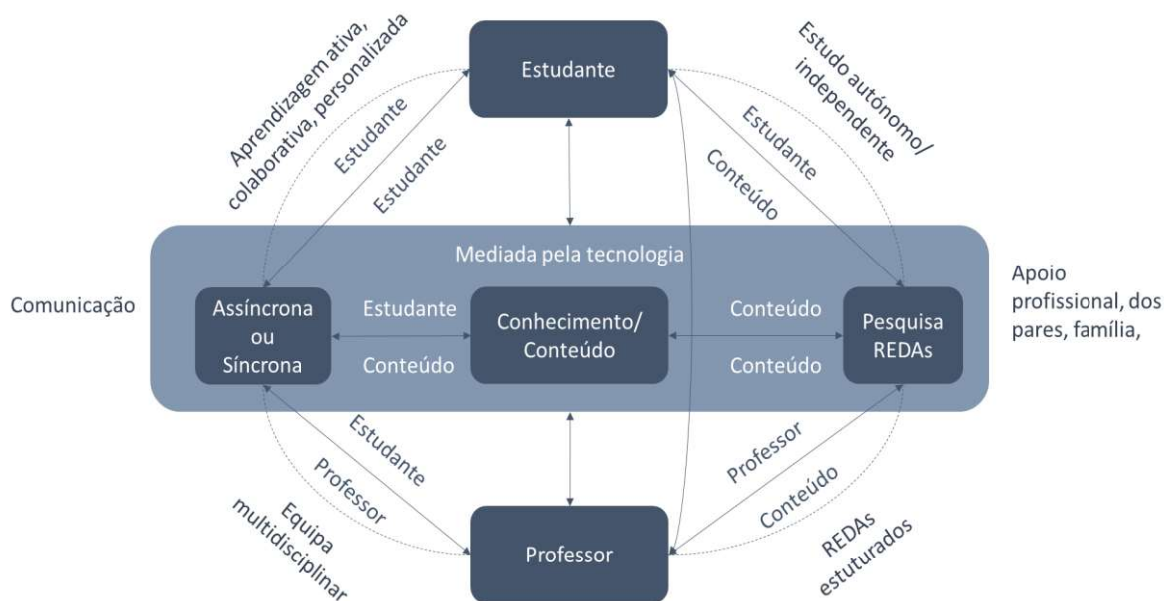 Estudante
Aprendizagem ativa,
colaborativa, personalizada
Estudante
Estudante
Estudo autónomo/
independente
Estudante
Conteúdo
Mediada pela tecnologia
Comunicação
Assíncrona
ou
Síncrona
Estudante
Conteúdo
Conhecimento/
Conteúdo
Conteúdo
Conteúdo
Pesquisa
REDAs
Apoio
profissional, dos
pares, família,
Estudante
Professor
Equipa
multidisciplinar
Professor
Professor
Conteúdo
REDAs
estuturados